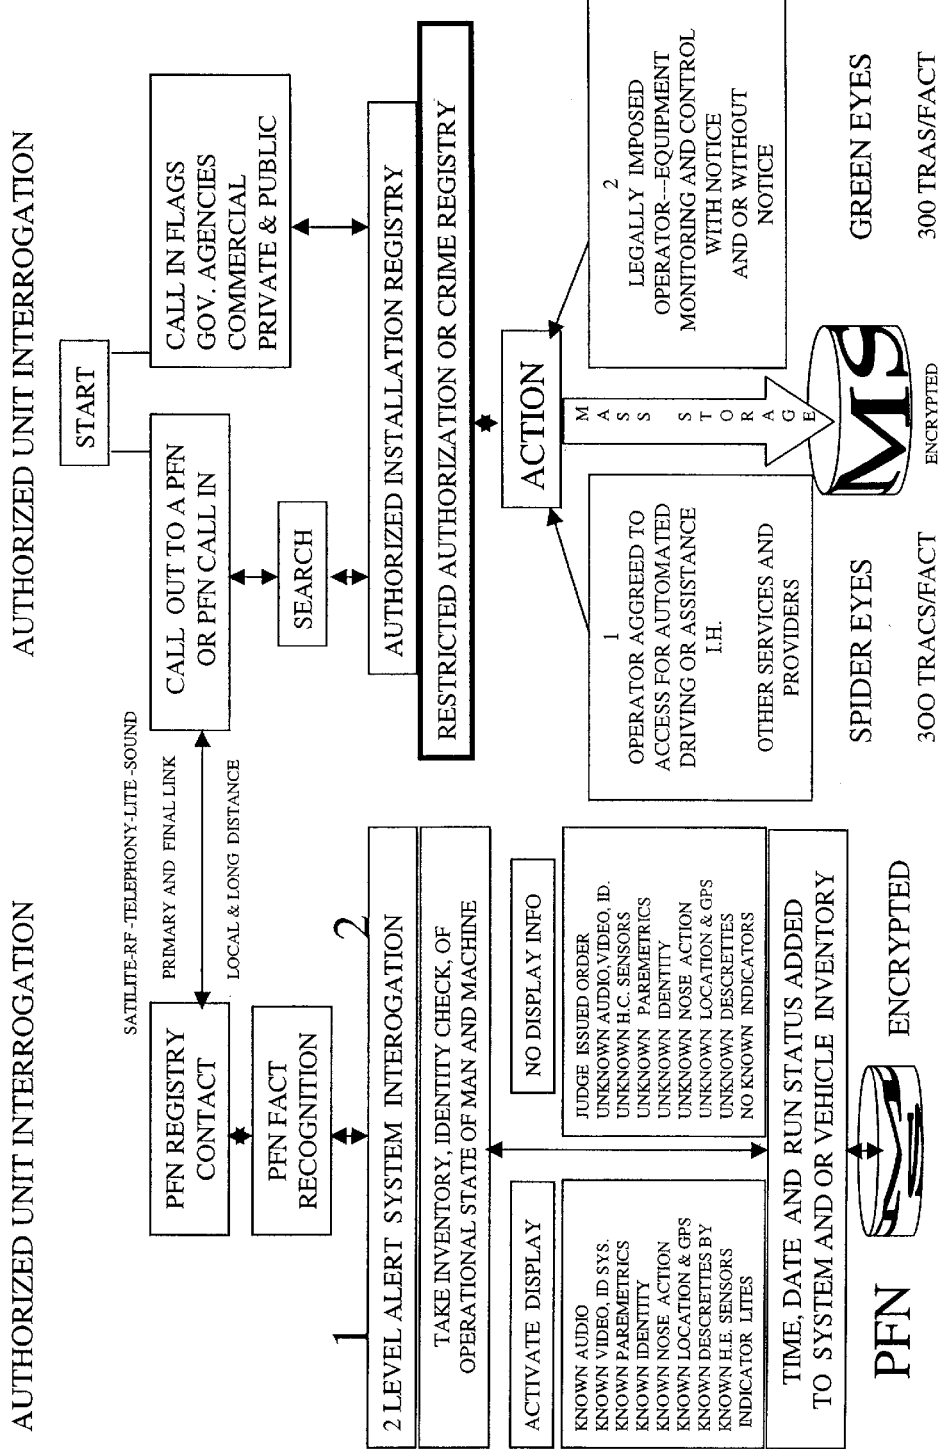 AUTHORIZED UNIT INTERROGATION
AUTHORIZED UNIT INTERROGATION
SATILITE-RF-TELEPHONY-LITE-SOUND
PRIMARY AND FINAL LINK
LOCAL & LONG DISTANCE
PFN REGISTRY
CONTACT
PFN FACT
RECOGNITION
1
2
2 LEVEL ALERT SYSTEM INTEROGATION
TAKE INVENTORY, IDENTITY CHECK, OF
OPERATIONAL STATE OF MAN AND MACHINE
ACTIVATE DISPLAY
NO DISPLAY INFO
KNOWN AUDIO
KNOWN VIDEO, ID SYS.
KNOWN PAREMETRICS
KNOWN IDENTITY
KNOWN NOSE ACTION
KNOWN LOCATION & GPS
KNOWN DESCRETTES BY
KNOWN H.E. SENSORS
INDICATOR LITES
JUDGE ISSUED ORDER
UNKNOWN AUDIO,VIDEO, ID.
UNKNOWN H.C. SENSORS
UNKNOWN PAREMETRICS
UNKNOWN IDENTITY
UNKNOWN NOSE ACTION
UNKNOWN LOCATION & GPS
UNKNOWN DESCRETTES
NO KNOWN INDICATORS
TIME, DATE AND RUN STATUS ADDED
TO SYSTEM AND OR VEHICLE INVENTORY
PFN
MS
ENCRYPTED
START
CALL OUT TO A PFN
OR PFN CALL IN
CALL IN FLAGS
GOV. AGENCIES
COMMERCIAL
PRIVATE & PUBLIC
SEARCH
AUTHORIZED INSTALLATION REGISTRY
RESTRICTED AUTHORIZATION OR CRIME REGISTRY
ACTION
1
OPERATOR AGREED TO
ACCESS FOR AUTOMATED
DRIVING OR ASSISTANCE
I.H.
OTHER SERVICES AND
PROVIDERS
MASS STORAGE
2
LEGALLY IMPOSED
OPERATOR---EQUIPMENT
MONITORING AND CONTROL
WITH NOTICE
AND OR WITHOUT
NOTICE
SPIDER EYES
3OO TRACS/FACT
MS
ENCRYPTED
GREEN EYES
300 TRAS/FACT